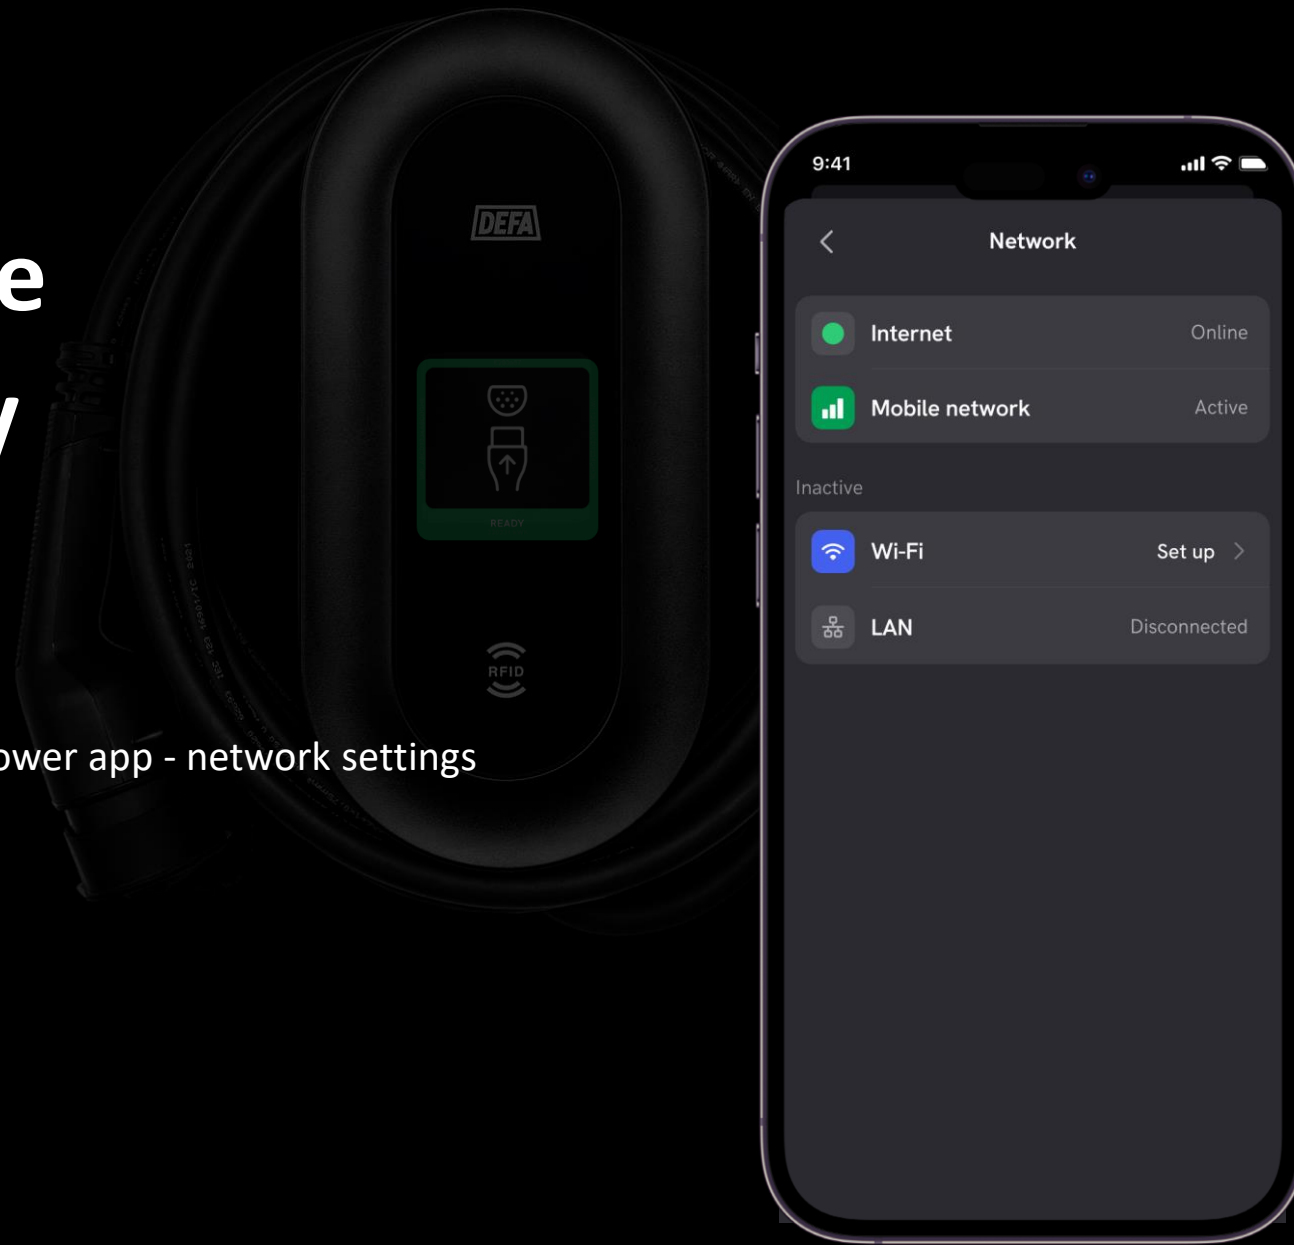 e
y
ower app - network settings
DEFA
READY
RFID
9:41
Network
Internet
Online
Mobile network
Active
Inactive
Wi-Fi
Set up
LAN
Disconnected